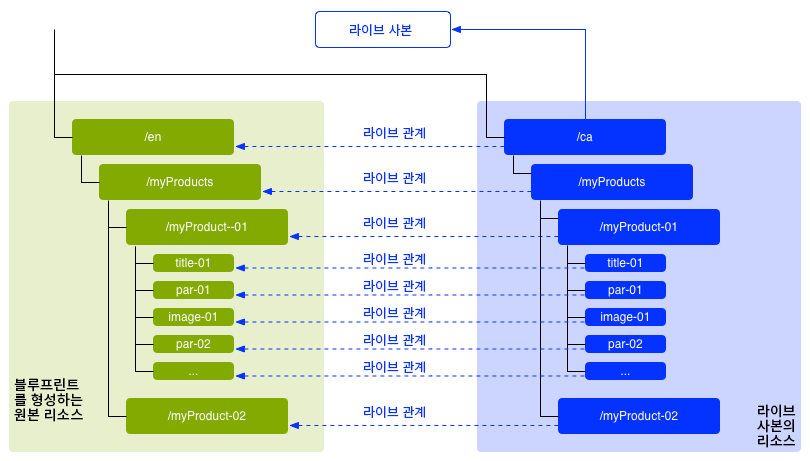 라이브 사본
/en
라이브 관계
/ca
/myProducts
라이브 관계
/myProducts
/myProduct--01
라이브 관계
/myProduct-01
title-01
라이브 관계
title-01
par-01
라이브 관계
par-01
image-01
라이브 관계
image-01
par-02
라이브 관계
par-02
...
라이브 관계
...
블루프린트
를 형성하는
원본 리소스
/myProduct-02
라이브 관계
/myProduct-02
라이브
사본의
리소스